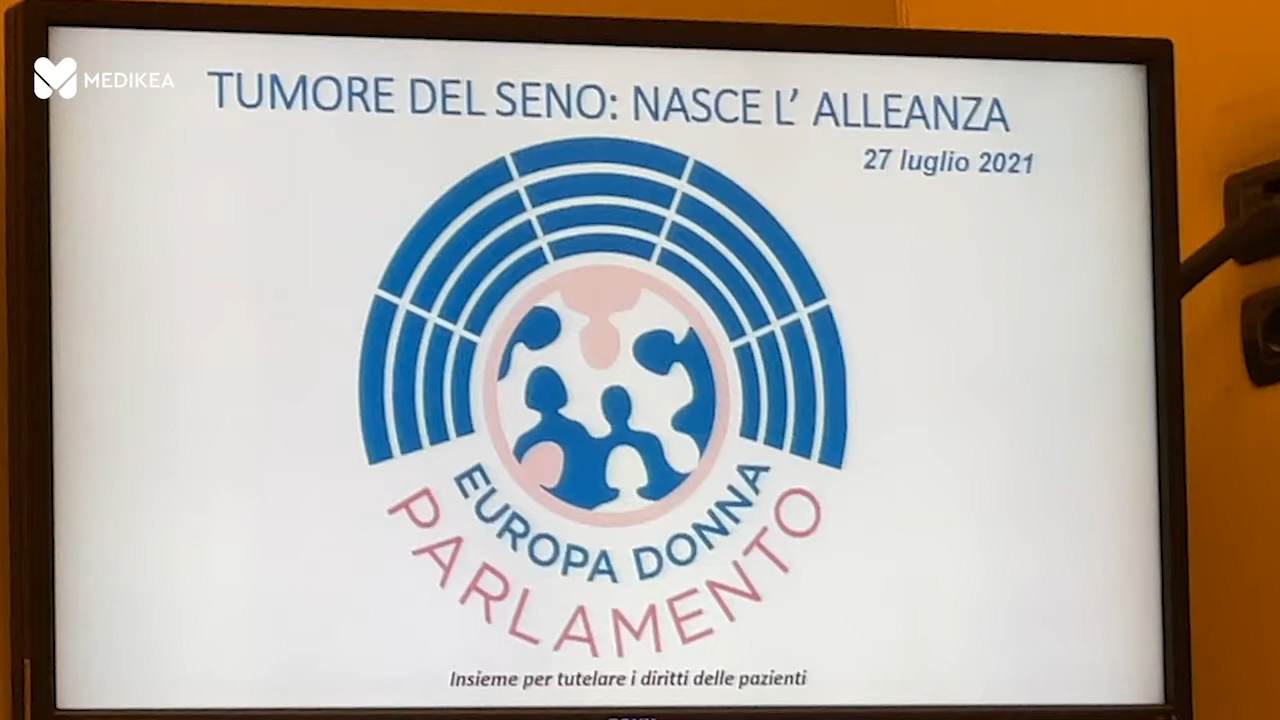 MEDIKEA
TUMORE DEL SENO: NASCE L' ALLEANZA
27 luglio 2021
EUROPA DONNA
PARLAMENTO
Insieme per tutelare i diritti delle pazienti